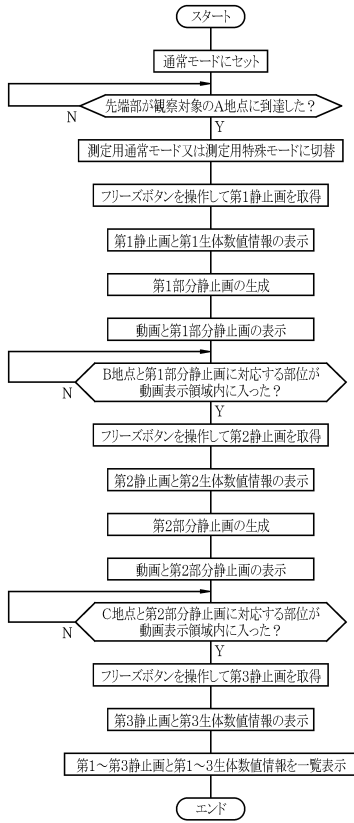 スタート
通常モードにセット
先端部が観察対象のA地点に到達した？
N
Y
測定用通常モード又は測定用特殊モードに切替
フリーズボタンを操作して第1静止画を取得
第1静止画と第1生体数値情報の表示
第1部分静止画の生成
動画と第1部分静止画の表示
B地点と第1部分静止画に対応する部位が
動画表示領域内に入った？
N
Y
フリーズボタンを操作して第2静止画を取得
第2静止画と第2生体数値情報の表示
第2部分静止画の生成
動画と第2部分静止画の表示
C地点と第2部分静止画に対応する部位が
動画表示領域内に入った？
N
Y
フリーズボタンを操作して第3静止画を取得
第3静止画と第3生体数値情報の表示
第1～第3静止画と第1～3生体数値情報を一覧表示
エンド